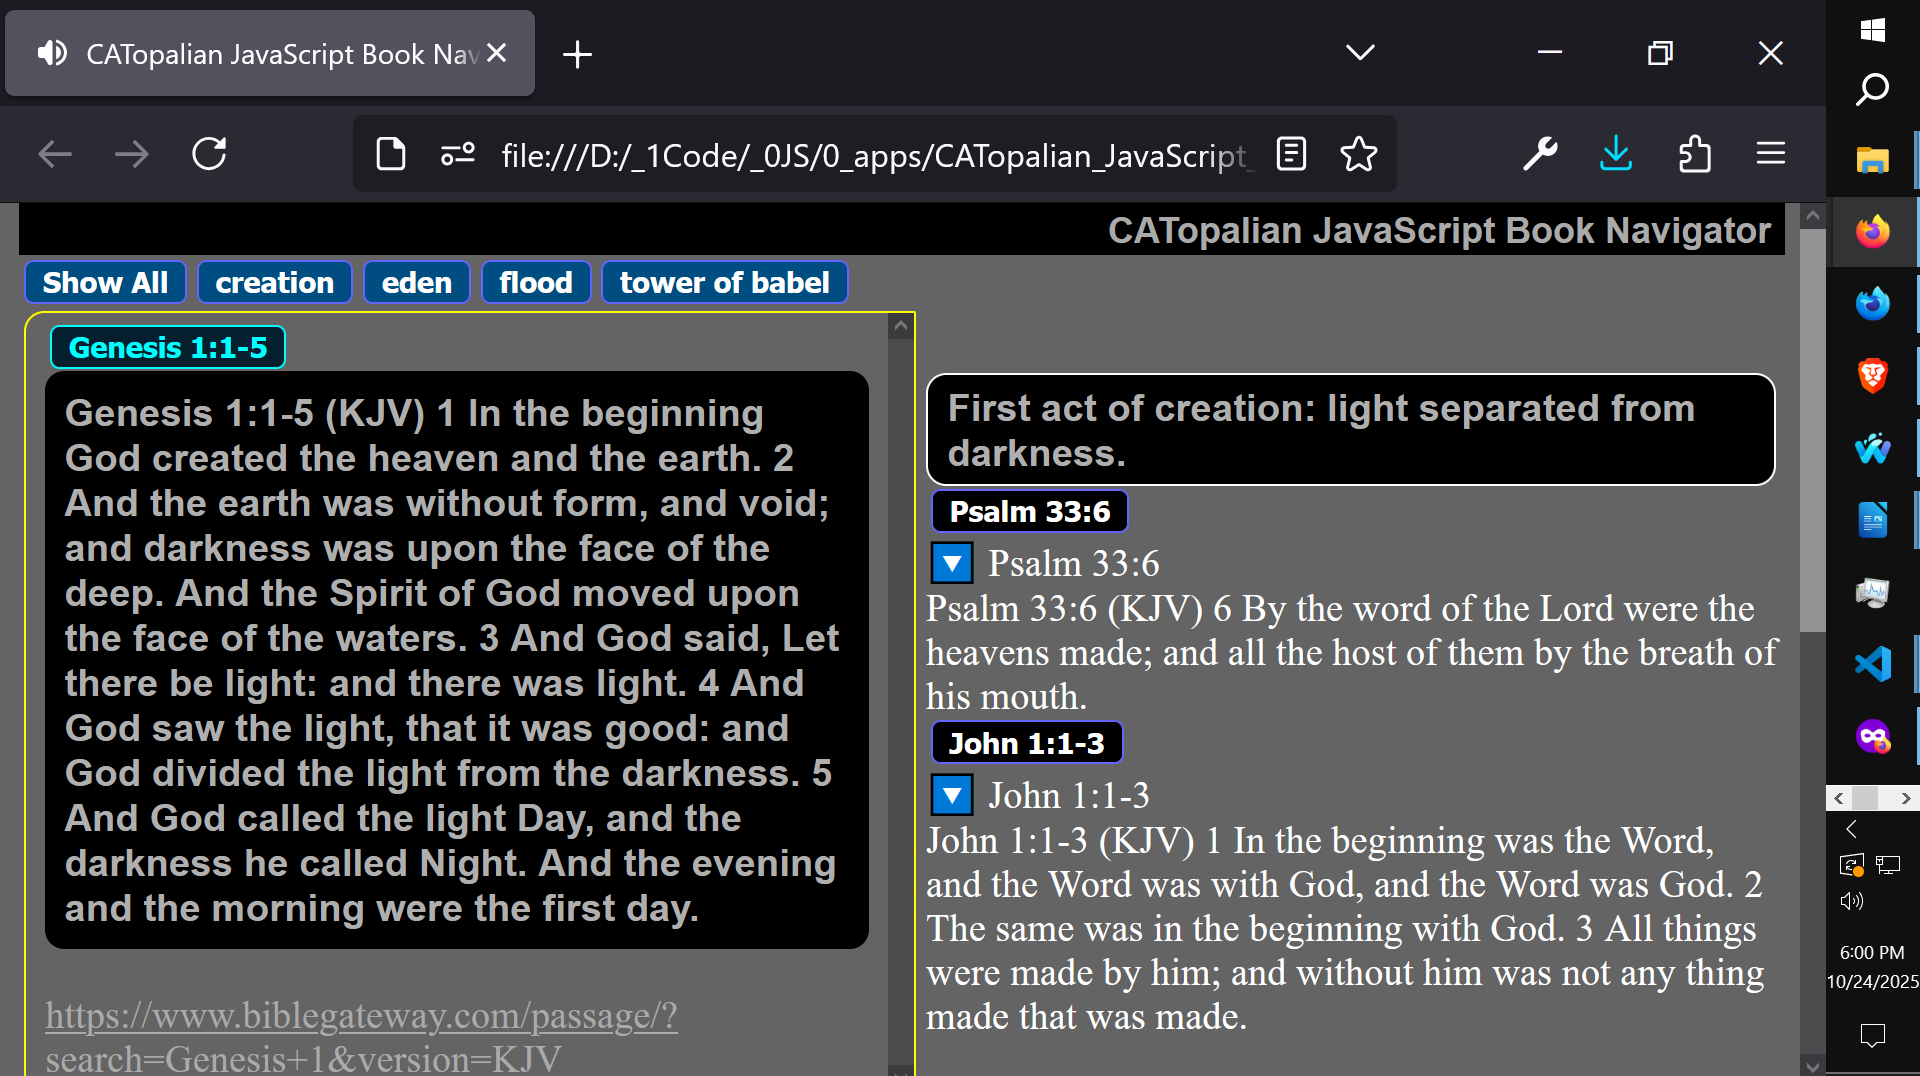 CATopalian JavaScript Book Nav
file:///D:/_1Code/_0JS/0_apps/CATopalian_JavaScript_
CATopalian JavaScript Book Navigator
Show All
creation
eden
flood
tower of babel
Genesis 1:1-5
Genesis 1:1-5 (KJV) 1 In the beginning
God created the heaven and the earth. 2
And the earth was without form, and void;
and darkness was upon the face of the
deep. And the Spirit of God moved upon
the face of the waters. 3 And God said, Let
there be light: and there was light. 4 And
God saw the light, that it was good: and
God divided the light from the darkness. 5
And God called the light Day, and the
darkness he called Night. And the evening
and the morning were the first day.
https://www.biblegateway.com/passage/?
search=Genesis+1&version=KJV
First act of creation: light separated from
darkness.
Psalm 33:6
Psalm 33:6
Psalm 33:6 (KJV) 6 By the word of the Lord were the
heavens made; and all the host of them by the breath of
his mouth.
John 1:1-3
John 1:1-3
John 1:1-3 (KJV) 1 In the beginning was the Word,
and the Word was with God, and the Word was God. 2
The same was in the beginning with God. 3 All things
were made by him; and without him was not any thing
made that was made.
6:00 PM
10/24/2025